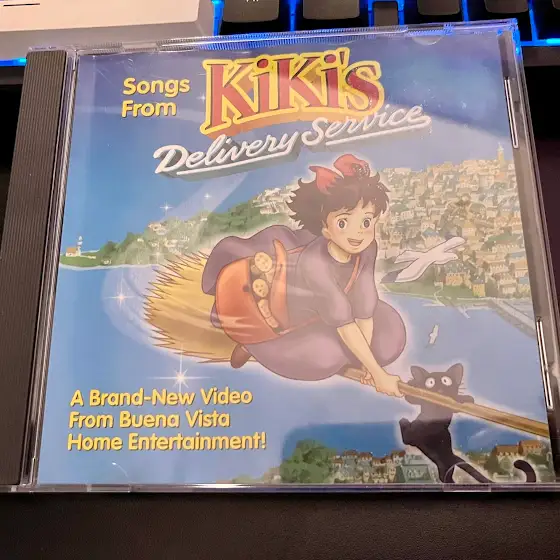 Songs
From
KiKi's
Delivery Service
A Brand-New Video
From Buena Vista
Home Entertainment!